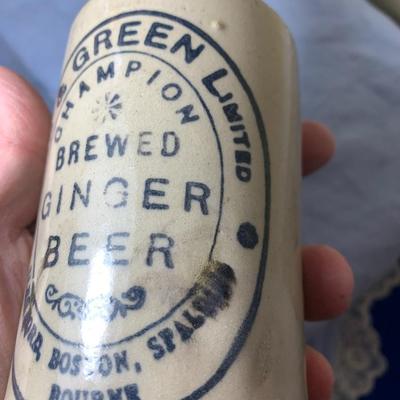 GREEN LIMITED
CHAMPION
BREWED
GINGER
BEER
BOSTON, SPALDING
BOURNE